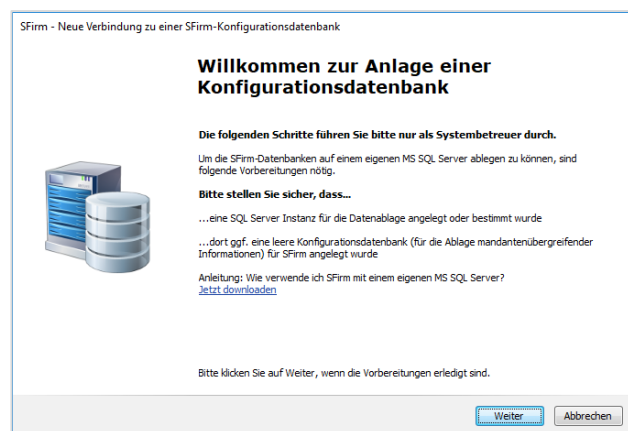 SFirm - Neue Verbindung zu einer SFirm-Konfigurationsdatenbank
Willkommen zur Anlage einer
Konfigurationsdatenbank
Die folgenden Schritte führen Sie bitte nur als Systembetreuer durch.
Um die SFirm-Datenbanken auf einem eigenen MS SQL Server ablegen zu können, sind
folgende Vorbereitungen nötig.
Bitte stellen Sie sicher, dass...
...eine SQL Server Instanz für die Datenablage angelegt oder bestimmt wurde
...dort ggf. eine leere Konfigurationsdatenbank (für die Ablage mandantenübergreifender
Informationen) für SFirm angelegt wurde
Anleitung: Wie verwende ich SFirm mit einem eigenen MS SQL Server?
Jetzt downloaden
Bitte klicken Sie auf Weiter, wenn die Vorbereitungen erledigt sind.
Weiter Abbrechen